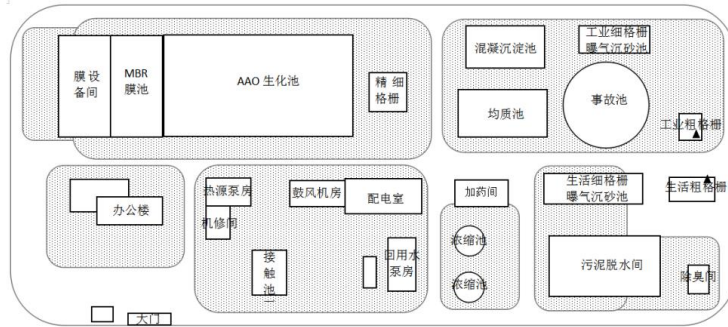 膜设
备间
MBR
膜池
AAO 生化池
精细
格栅
混凝沉淀池
工业细格栅
曝气沉砂池
均质池
事故池
工业粗格栅
办公楼
热源泵房
机修间
鼓风机房
配电室
接
触
池
回用水
泵房
加药间
浓缩池
浓缩池
生活细格栅
曝气沉砂池
生活粗格栅
污泥脱水间
除臭间
大门